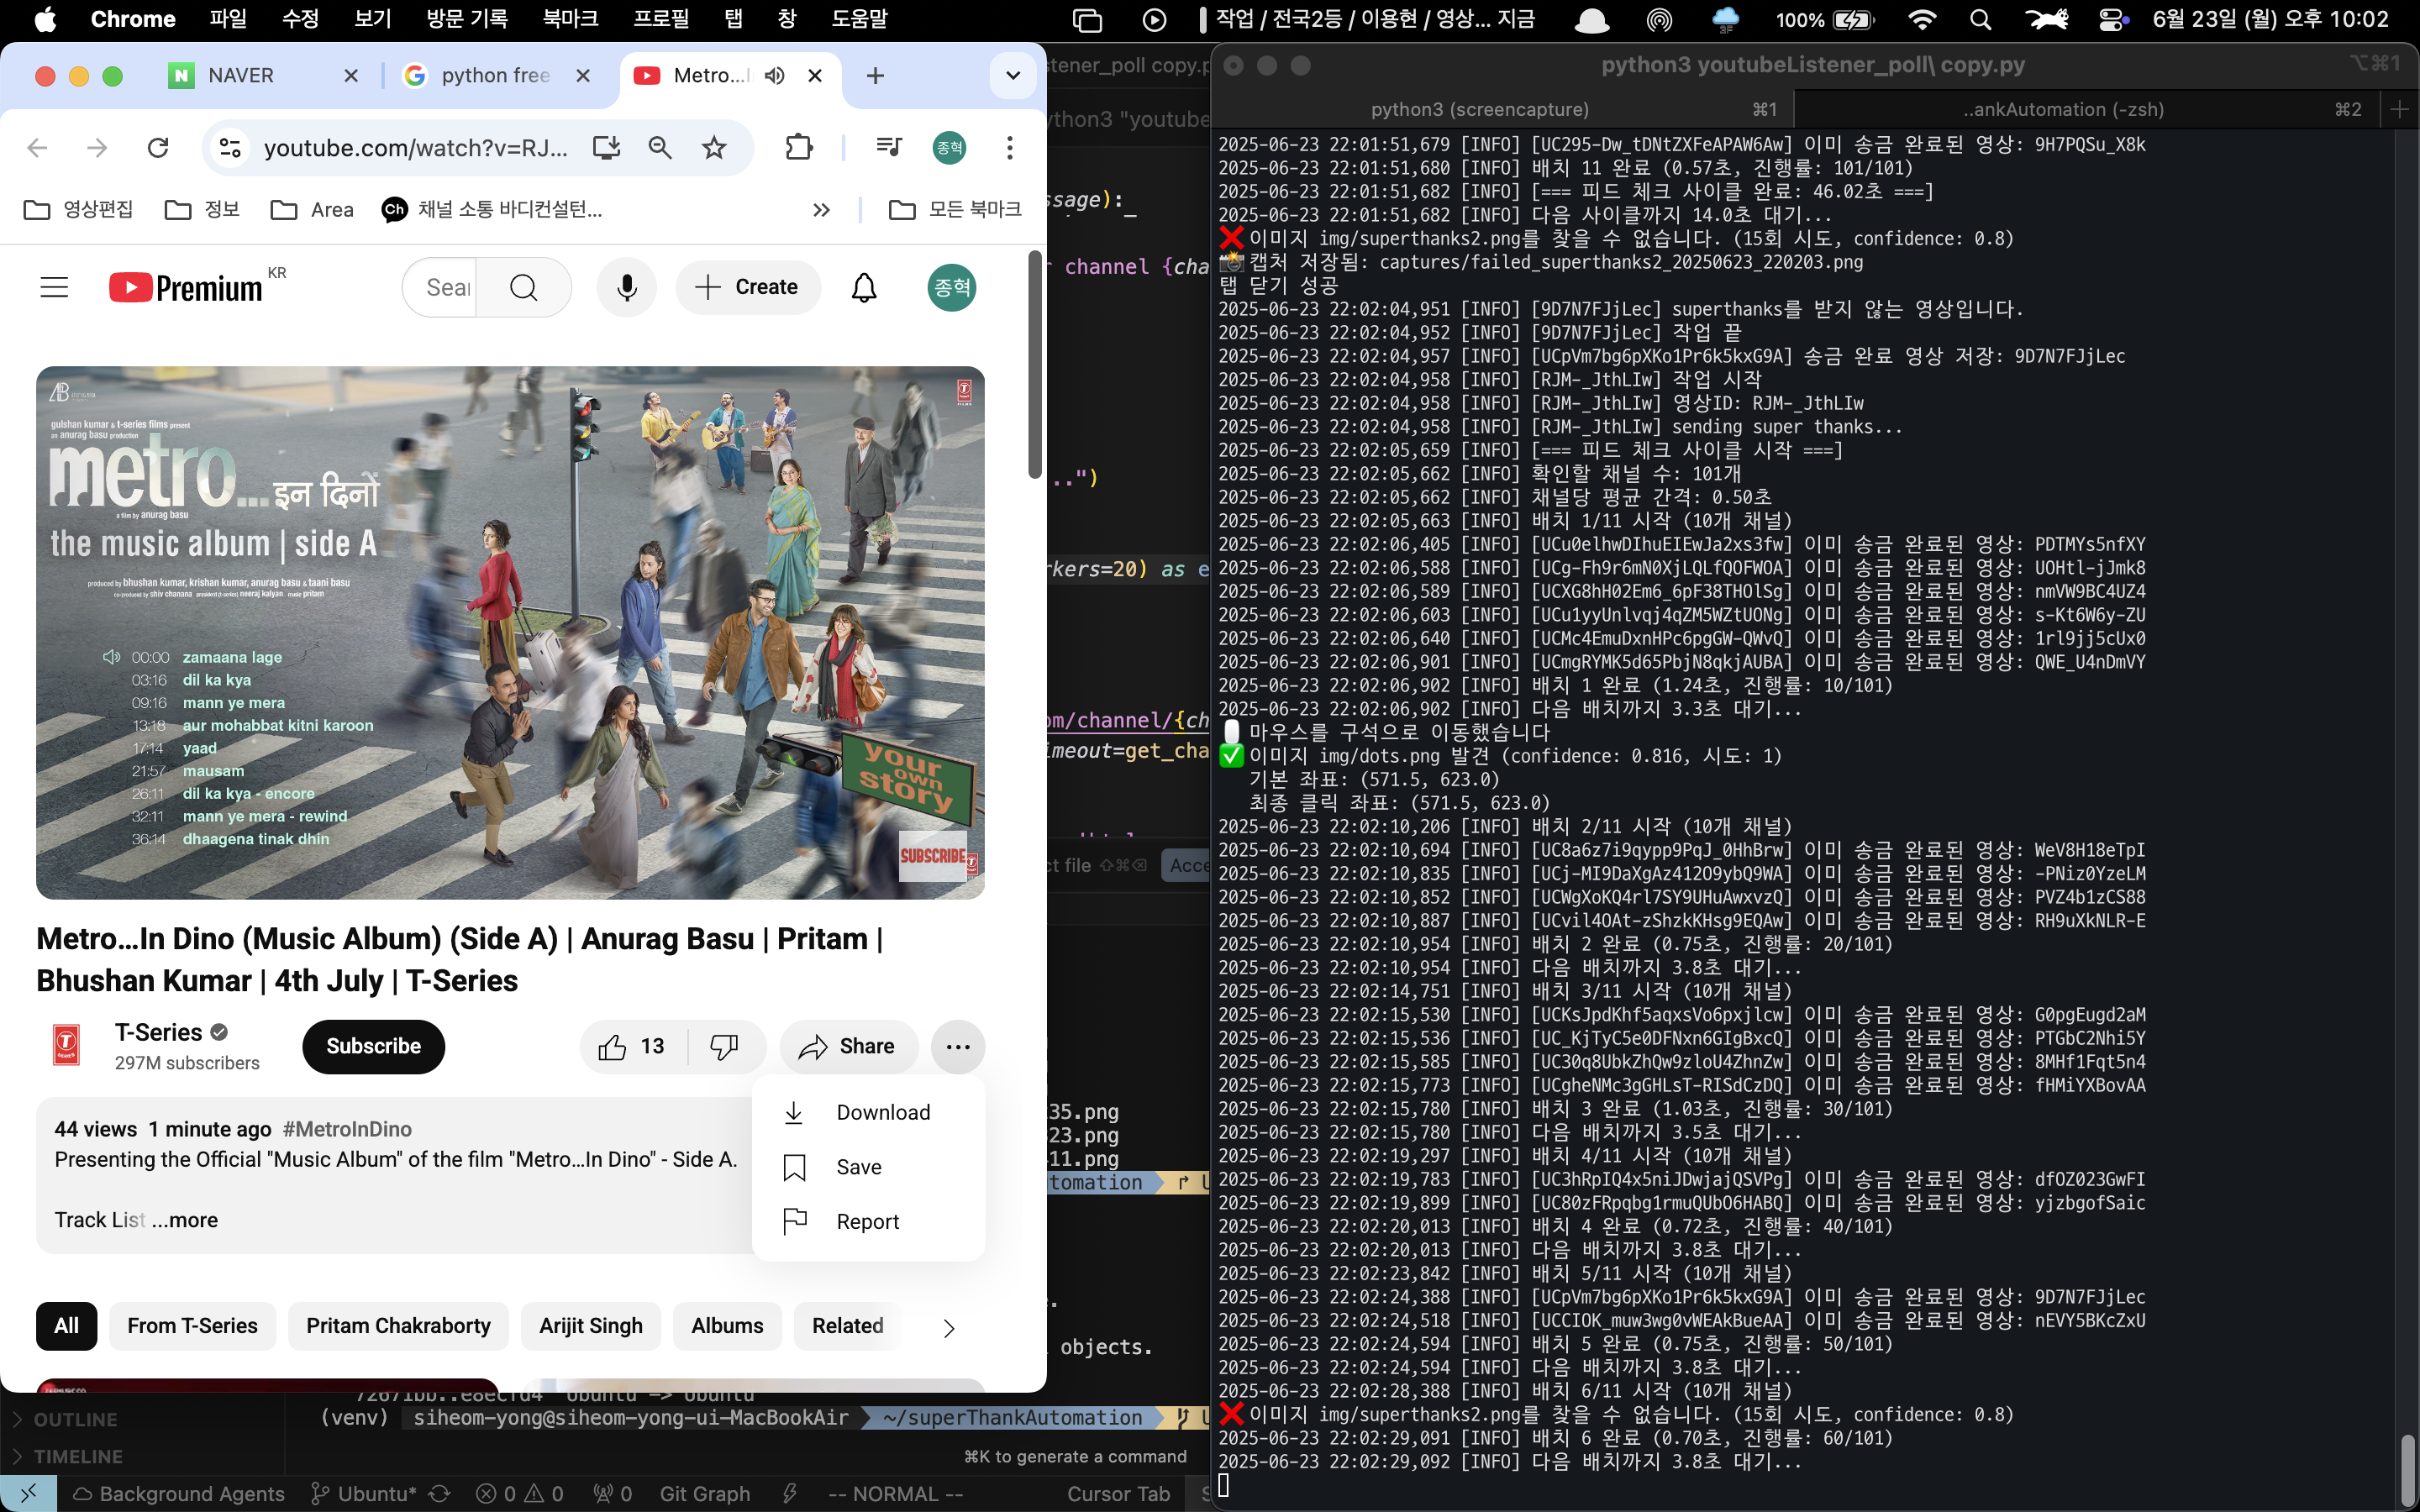 Chrome 파일 수정 보기 방문 기록 북마크 프로필 탭 창 도움말
작업 / 전국2등 / 이용현 / 영상... 지금
3F
100%
6월 23일 (월) 오후 10:02
NAVER
python free
Metro...I
youtube.com/watch?v=RJ...
종혁
영상편집
정보
Area
Ch 채널 소통 바디컨설턴...
모든 북마크
Premium KR
Sear
Create
종혁
gulshan kumar & t-series films present
an anurag basu production
metro... इन दिनों
a film by anurag basu
the music album | side A
produced by bhushan kumar, krishan kumar, anurag basu & taani basu
co-produced by shiv chanana president (t-series) neeraj kalyan music pritam
00:00 zamaana lage
03:16 dil ka kya
09:16 mann ye mera
13:18 aur mohabbat kitni karoon
17:14 yaad
21:57 mausam
26:11 dil ka kya - encore
32:11 mann ye mera - rewind
36:14 dhaagena tinak dhin
your own story
SUBSCRIBE
Metro…In Dino (Music Album) (Side A) | Anurag Basu | Pritam |
Bhushan Kumar | 4th July | T-Series
T-Series
297M subscribers
Subscribe
13
Share
Download
Save
Report
44 views 1 minute ago #MetroInDino
Presenting the Official "Music Album" of the film "Metro…In Dino" - Side A.
Track List ...more
All
From T-Series
Pritam Chakraborty
Arijit Singh
Albums
Related
stener_poll copy.p
ython3 "youtube
ssage):
r channel {cha
..")
rkers=20) as e
om/channel/{ch
imeout=get_cha
ct file
Acce
35.png
23.png
11.png
tomation
objects.
(venv) siheom-yong@siheom-yong-ui-MacBookAir ~/superThankAutomation
⌘K to generate a command
OUTLINE
TIMELINE
Background Agents
Ubuntu*
0 0
0
Git Graph
-- NORMAL --
Cursor Tab
python3 youtubeListener_poll\ copy.py
⌥⌘1
python3 (screencapture) ⌘1
..ankAutomation (-zsh) ⌘2
2025-06-23 22:01:51,679 [INFO] [UC295-Dw_tDNtZXFeAPAW6Aw] 이미 송금 완료된 영상: 9H7PQSu_X8k
2025-06-23 22:01:51,680 [INFO] 배치 11 완료 (0.57초, 진행률: 101/101)
2025-06-23 22:01:51,682 [INFO] [=== 피드 체크 사이클 완료: 46.02초 ===]
2025-06-23 22:01:51,682 [INFO] 다음 사이클까지 14.0초 대기...
❌ 이미지 img/superthanks2.png를 찾을 수 없습니다. (15회 시도, confidence: 0.8)
📸 캡처 저장됨: captures/failed_superthanks2_20250623_220203.png
탭 닫기 성공
2025-06-23 22:02:04,951 [INFO] [9D7N7FJjLec] superthanks를 받지 않는 영상입니다.
2025-06-23 22:02:04,952 [INFO] [9D7N7FJjLec] 작업 끝
2025-06-23 22:02:04,957 [INFO] [UCpVm7bg6pXKo1Pr6k5kxG9A] 송금 완료 영상 저장: 9D7N7FJjLec
2025-06-23 22:02:04,958 [INFO] [RJM-_JthLIw] 작업 시작
2025-06-23 22:02:04,958 [INFO] [RJM-_JthLIw] 영상ID: RJM-_JthLIw
2025-06-23 22:02:04,958 [INFO] [RJM-_JthLIw] sending super thanks...
2025-06-23 22:02:05,659 [INFO] [=== 피드 체크 사이클 시작 ===]
2025-06-23 22:02:05,662 [INFO] 확인할 채널 수: 101개
2025-06-23 22:02:05,662 [INFO] 채널당 평균 간격: 0.50초
2025-06-23 22:02:05,663 [INFO] 배치 1/11 시작 (10개 채널)
2025-06-23 22:02:06,405 [INFO] [UCu0elhwDIhuEIEwJa2xs3fw] 이미 송금 완료된 영상: PDTMYs5nfXY
2025-06-23 22:02:06,588 [INFO] [UCg-Fh9r6mN0XjLQLfQOFWOA] 이미 송금 완료된 영상: UOHtl-jJmk8
2025-06-23 22:02:06,589 [INFO] [UCXG8hH02Em6_6pF38THOlSg] 이미 송금 완료된 영상: nmVW9BC4UZ4
2025-06-23 22:02:06,603 [INFO] [UCu1yyUnlvqj4qZM5WZtUONg] 이미 송금 완료된 영상: s-Kt6W6y-ZU
2025-06-23 22:02:06,640 [INFO] [UCMc4EmuDxnHPc6pgGW-QWvQ] 이미 송금 완료된 영상: 1rl9jj5cUx0
2025-06-23 22:02:06,901 [INFO] [UCmgRYMK5d65PbjN8qkjAUBA] 이미 송금 완료된 영상: QWE_U4nDmVY
2025-06-23 22:02:06,902 [INFO] 배치 1 완료 (1.24초, 진행률: 10/101)
2025-06-23 22:02:06,902 [INFO] 다음 배치까지 3.3초 대기...
마우스를 구석으로 이동했습니다
✅ 이미지 img/dots.png 발견 (confidence: 0.816, 시도: 1)
기본 좌표: (571.5, 623.0)
최종 클릭 좌표: (571.5, 623.0)
2025-06-23 22:02:10,206 [INFO] 배치 2/11 시작 (10개 채널)
2025-06-23 22:02:10,694 [INFO] [UC8a6z7i9qypp9PqJ_0HhBrw] 이미 송금 완료된 영상: WeV8H18eTpI
2025-06-23 22:02:10,835 [INFO] [UCj-MI9DaXgAz412O9ybQ9WA] 이미 송금 완료된 영상: -PNiz0YzeLM
2025-06-23 22:02:10,852 [INFO] [UCWgXoKQ4rl7SY9UHuAwxvzQ] 이미 송금 완료된 영상: PVZ4b1zCS88
2025-06-23 22:02:10,887 [INFO] [UCvil4OAt-zShzkKHsg9EQAw] 이미 송금 완료된 영상: RH9uXkNLR-E
2025-06-23 22:02:10,954 [INFO] 배치 2 완료 (0.75초, 진행률: 20/101)
2025-06-23 22:02:10,954 [INFO] 다음 배치까지 3.8초 대기...
2025-06-23 22:02:14,751 [INFO] 배치 3/11 시작 (10개 채널)
2025-06-23 22:02:15,530 [INFO] [UCKsJpdKhf5aqxsVo6pxjlcw] 이미 송금 완료된 영상: G0pgEugd2aM
2025-06-23 22:02:15,536 [INFO] [UC_KjTyC5e0DFNxn6GIgBxcQ] 이미 송금 완료된 영상: PTGbC2Nhi5Y
2025-06-23 22:02:15,585 [INFO] [UC30q8UbkZhQw9zloU4ZhnZw] 이미 송금 완료된 영상: 8MHf1Fqt5n4
2025-06-23 22:02:15,773 [INFO] [UCgheNMc3gGHLsT-RISdCzDQ] 이미 송금 완료된 영상: fHMiYXBovAA
2025-06-23 22:02:15,780 [INFO] 배치 3 완료 (1.03초, 진행률: 30/101)
2025-06-23 22:02:15,780 [INFO] 다음 배치까지 3.5초 대기...
2025-06-23 22:02:19,297 [INFO] 배치 4/11 시작 (10개 채널)
2025-06-23 22:02:19,783 [INFO] [UC3hRpIQ4x5niJDwjajQSVPg] 이미 송금 완료된 영상: dfOZ023GwFI
2025-06-23 22:02:19,899 [INFO] [UC80zFRpqbg1rmuQUbO6HABQ] 이미 송금 완료된 영상: yjzbgofSaic
2025-06-23 22:02:20,013 [INFO] 배치 4 완료 (0.72초, 진행률: 40/101)
2025-06-23 22:02:20,013 [INFO] 다음 배치까지 3.8초 대기...
2025-06-23 22:02:23,842 [INFO] 배치 5/11 시작 (10개 채널)
2025-06-23 22:02:24,388 [INFO] [UCpVm7bg6pXKo1Pr6k5kxG9A] 이미 송금 완료된 영상: 9D7N7FJjLec
2025-06-23 22:02:24,518 [INFO] [UCCIOK_muw3wg0vWEAkBueAA] 이미 송금 완료된 영상: nEVY5BKcZxU
2025-06-23 22:02:24,594 [INFO] 배치 5 완료 (0.75초, 진행률: 50/101)
2025-06-23 22:02:24,594 [INFO] 다음 배치까지 3.8초 대기...
2025-06-23 22:02:28,388 [INFO] 배치 6/11 시작 (10개 채널)
❌ 이미지 img/superthanks2.png를 찾을 수 없습니다. (15회 시도, confidence: 0.8)
2025-06-23 22:02:29,091 [INFO] 배치 6 완료 (0.70초, 진행률: 60/101)
2025-06-23 22:02:29,092 [INFO] 다음 배치까지 3.8초 대기...